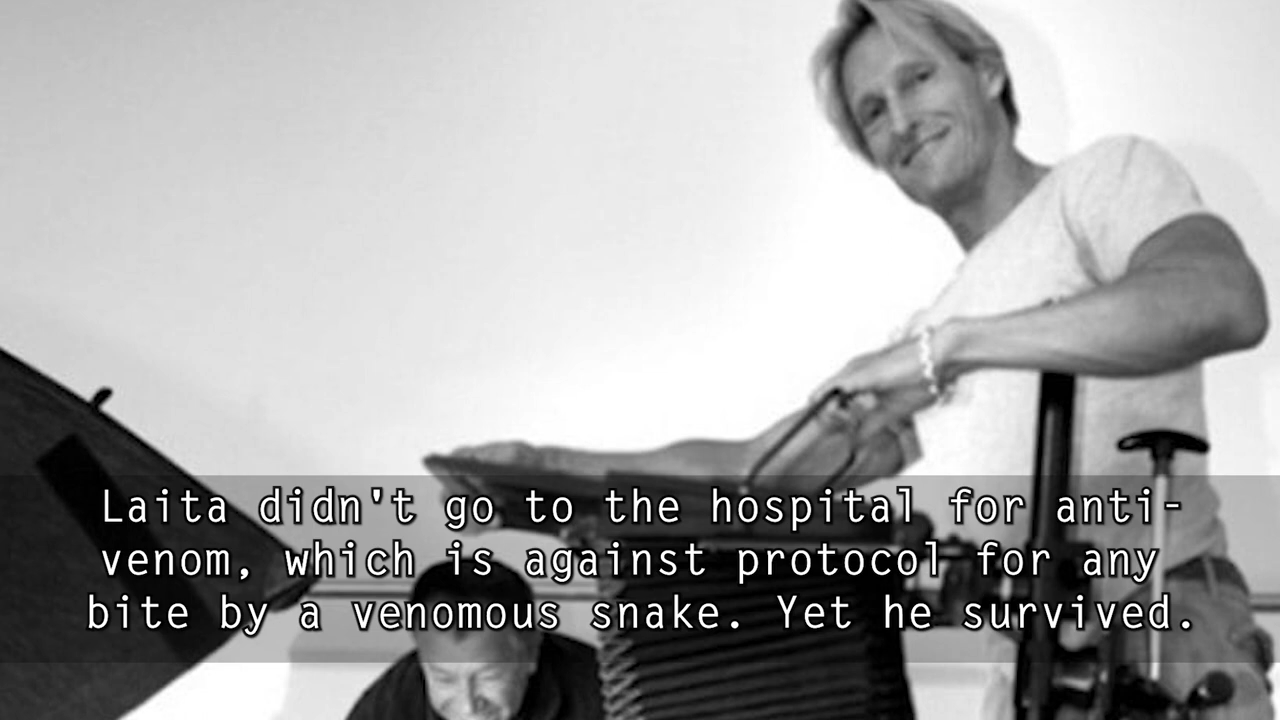 Laita didn't go to the hospital for anti-
venom, which is against protocol for any
bite by a venomous snake. Yet he survived.